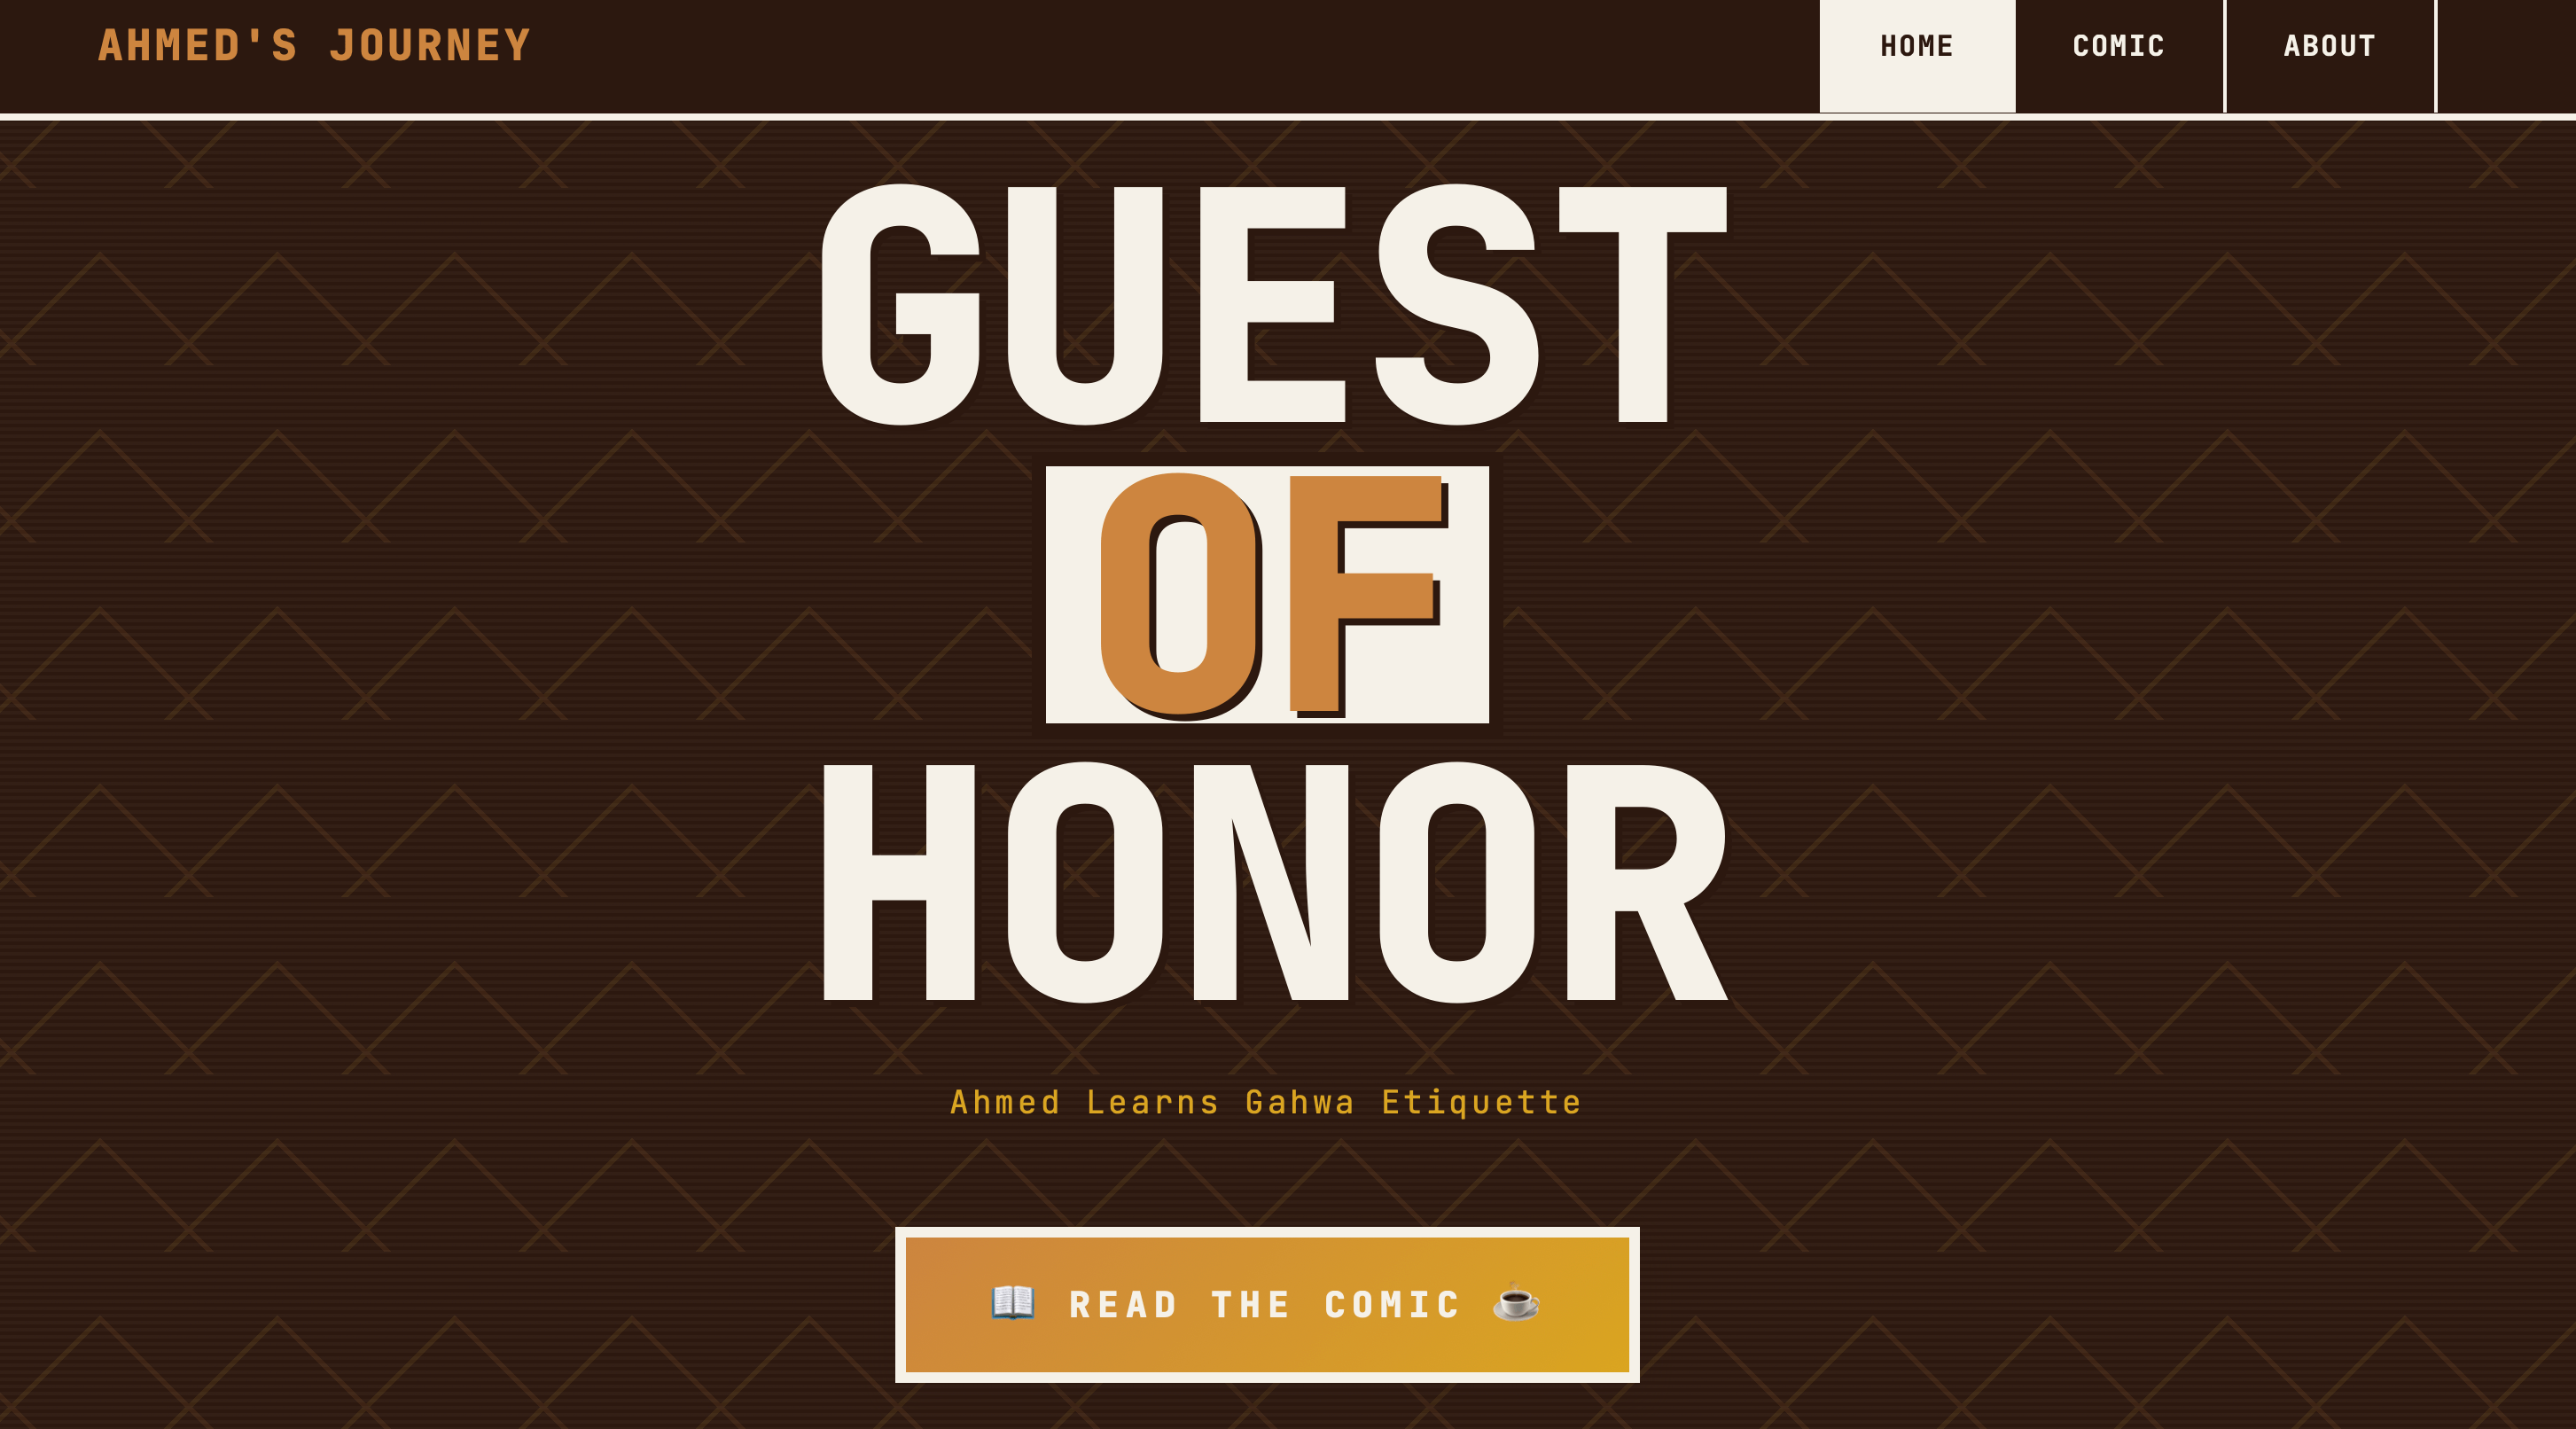 AHMED'S JOURNEY
HOME COMIC ABOUT
GUEST
OF
HONOR
Ahmed Learns Gahwa Etiquette
📖 READ THE COMIC ☕